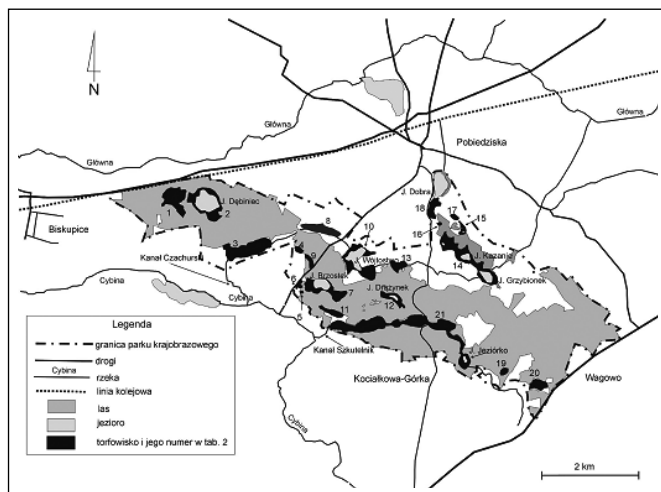 N
Główna
Główna
Główna
Pobiedziska
J. Dębiniec
J. Dobra
1
2
18
17
15
16
Biskupice
8
10
3
4
9
J. Wójtostwo
13
J. Kazanie
14
Kanał Czachurski
J. Grzybionek
Cybina
6
J. Brzostek
7
J. Drążynek
12
Cybina
11
5
21
Legenda
granica parku krajobrazowego
drogi
Cybina
rzeka
linia kolejowa
las
jezioro
torfowisko i jego numer w tab. 2
Kanał Szkutelnik
J. Jeziórko
19
20
Kociałkowa-Górka
Wagowo
Cybina
2 km